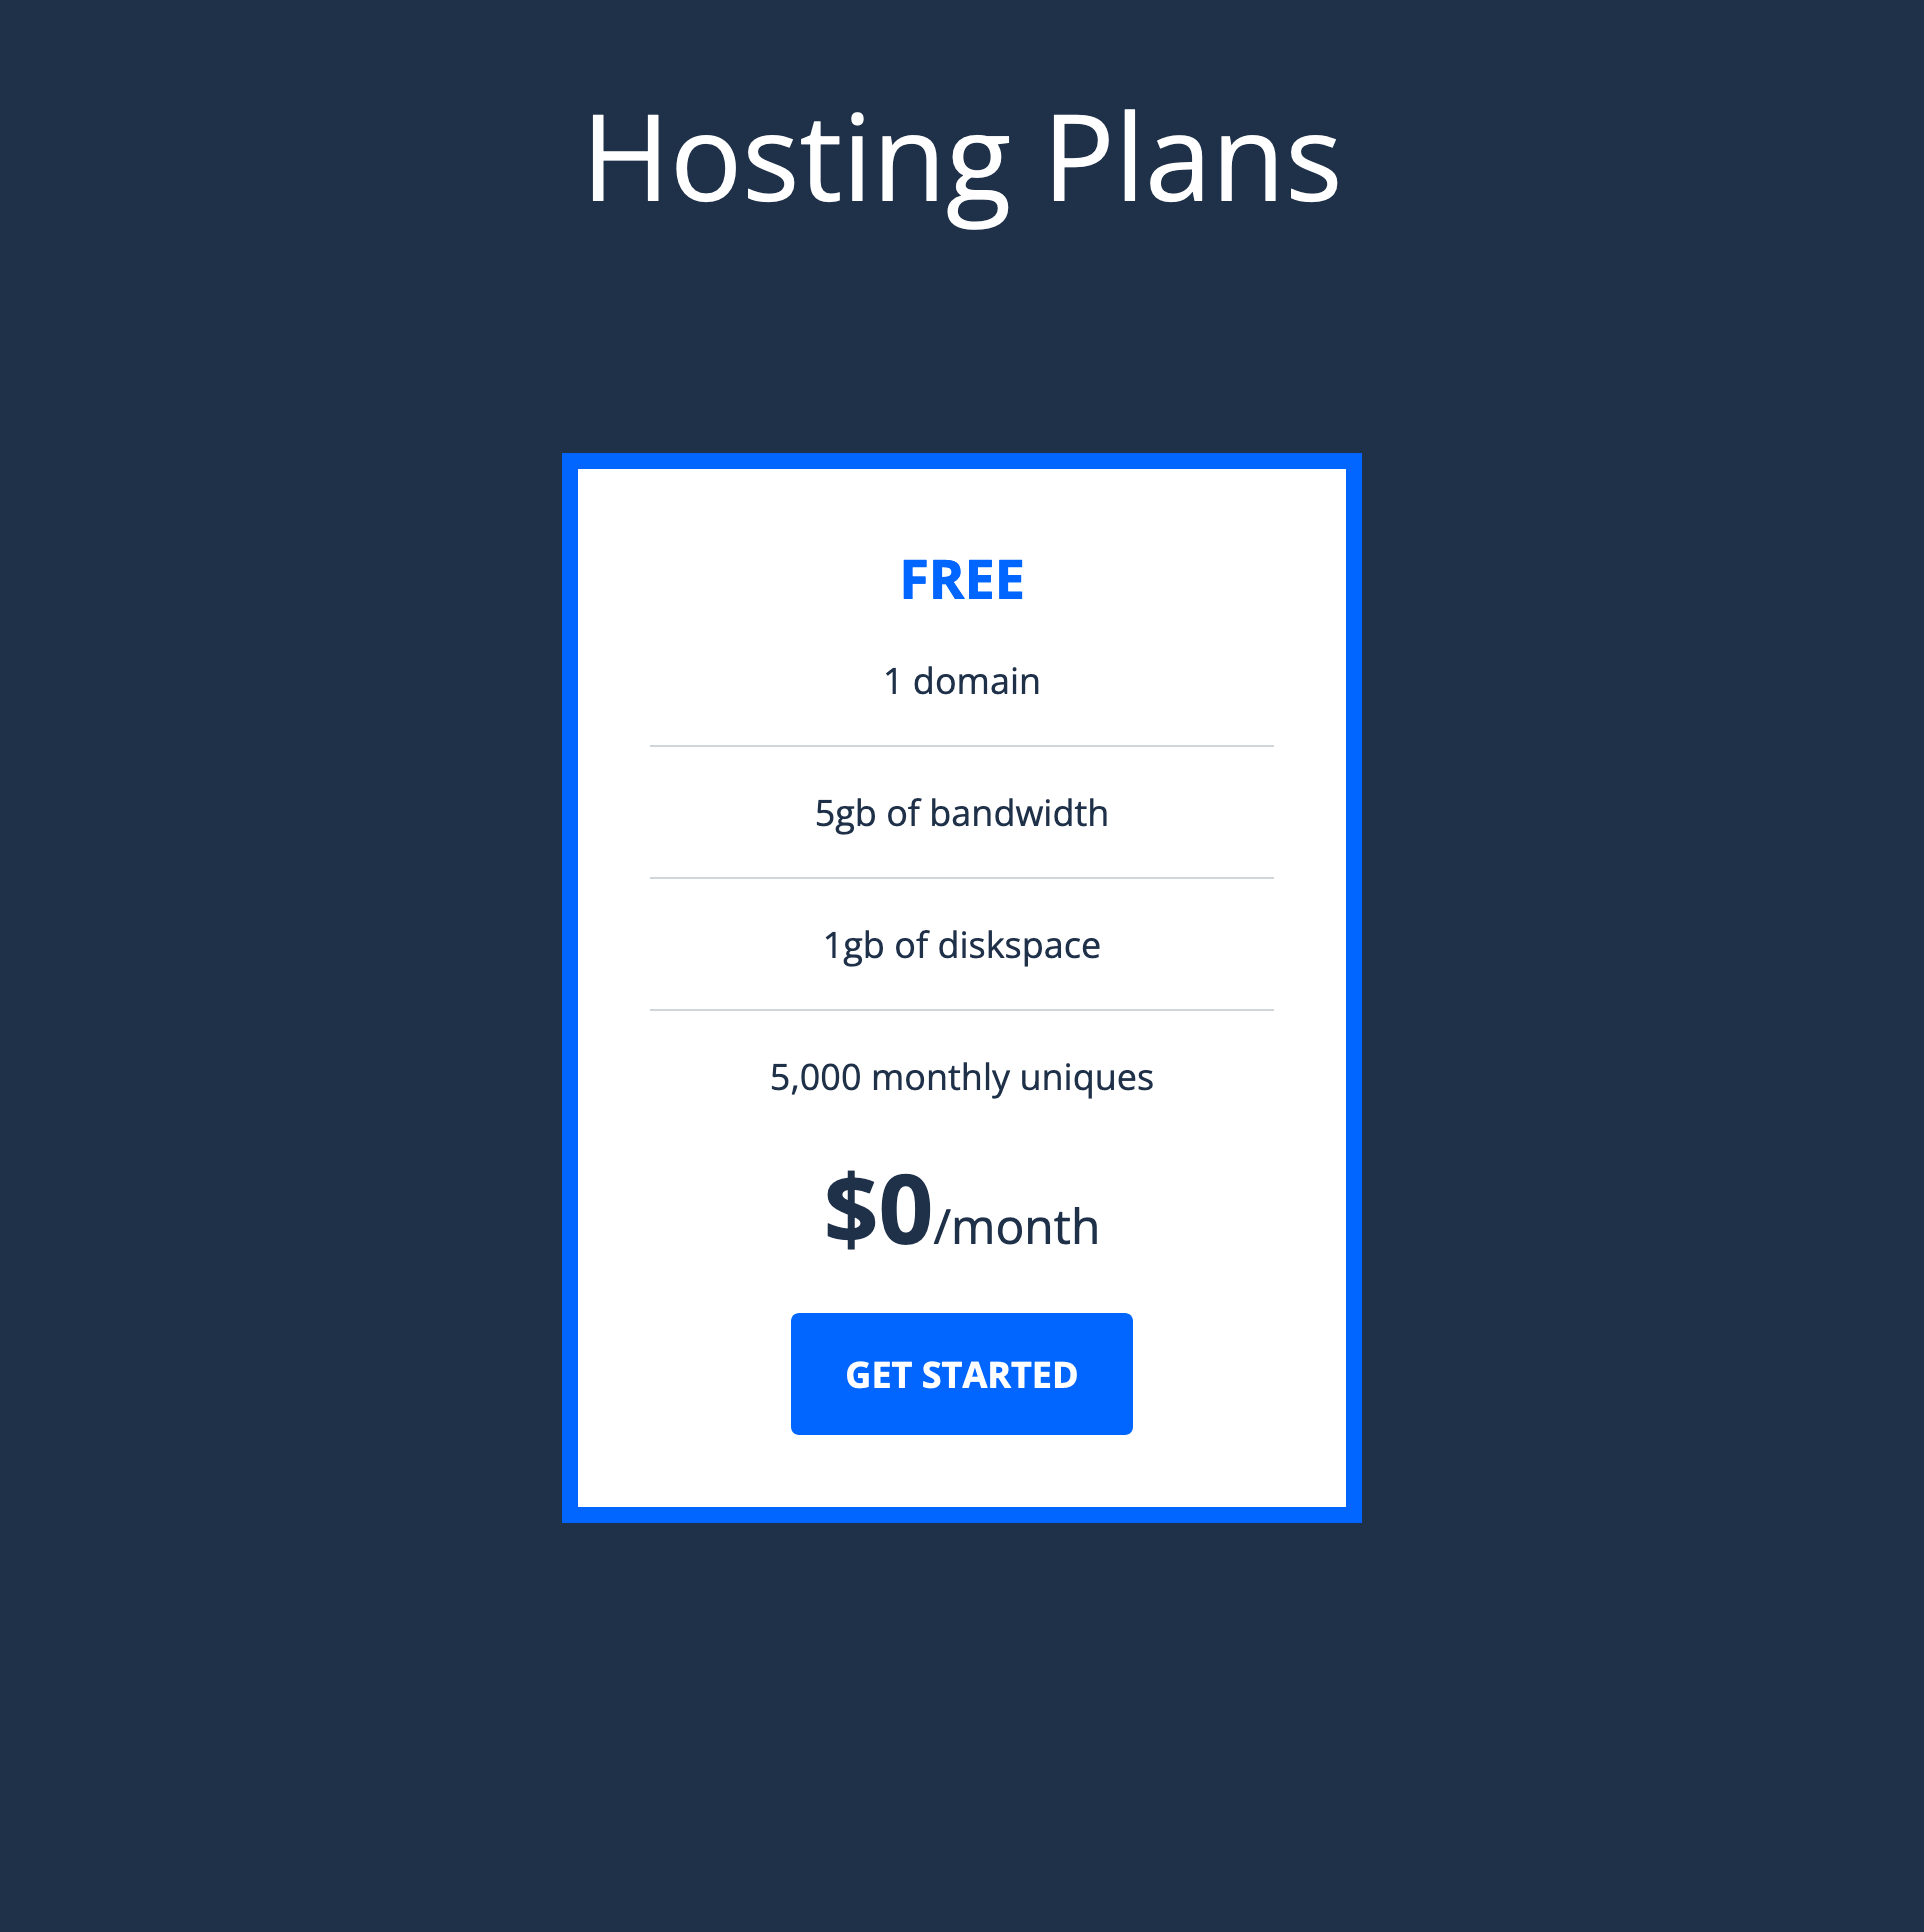 Hosting Plans
FREE
1 domain
5gb of bandwidth
1gb of diskspace
5,000 monthly uniques
$0/month
GET STARTED